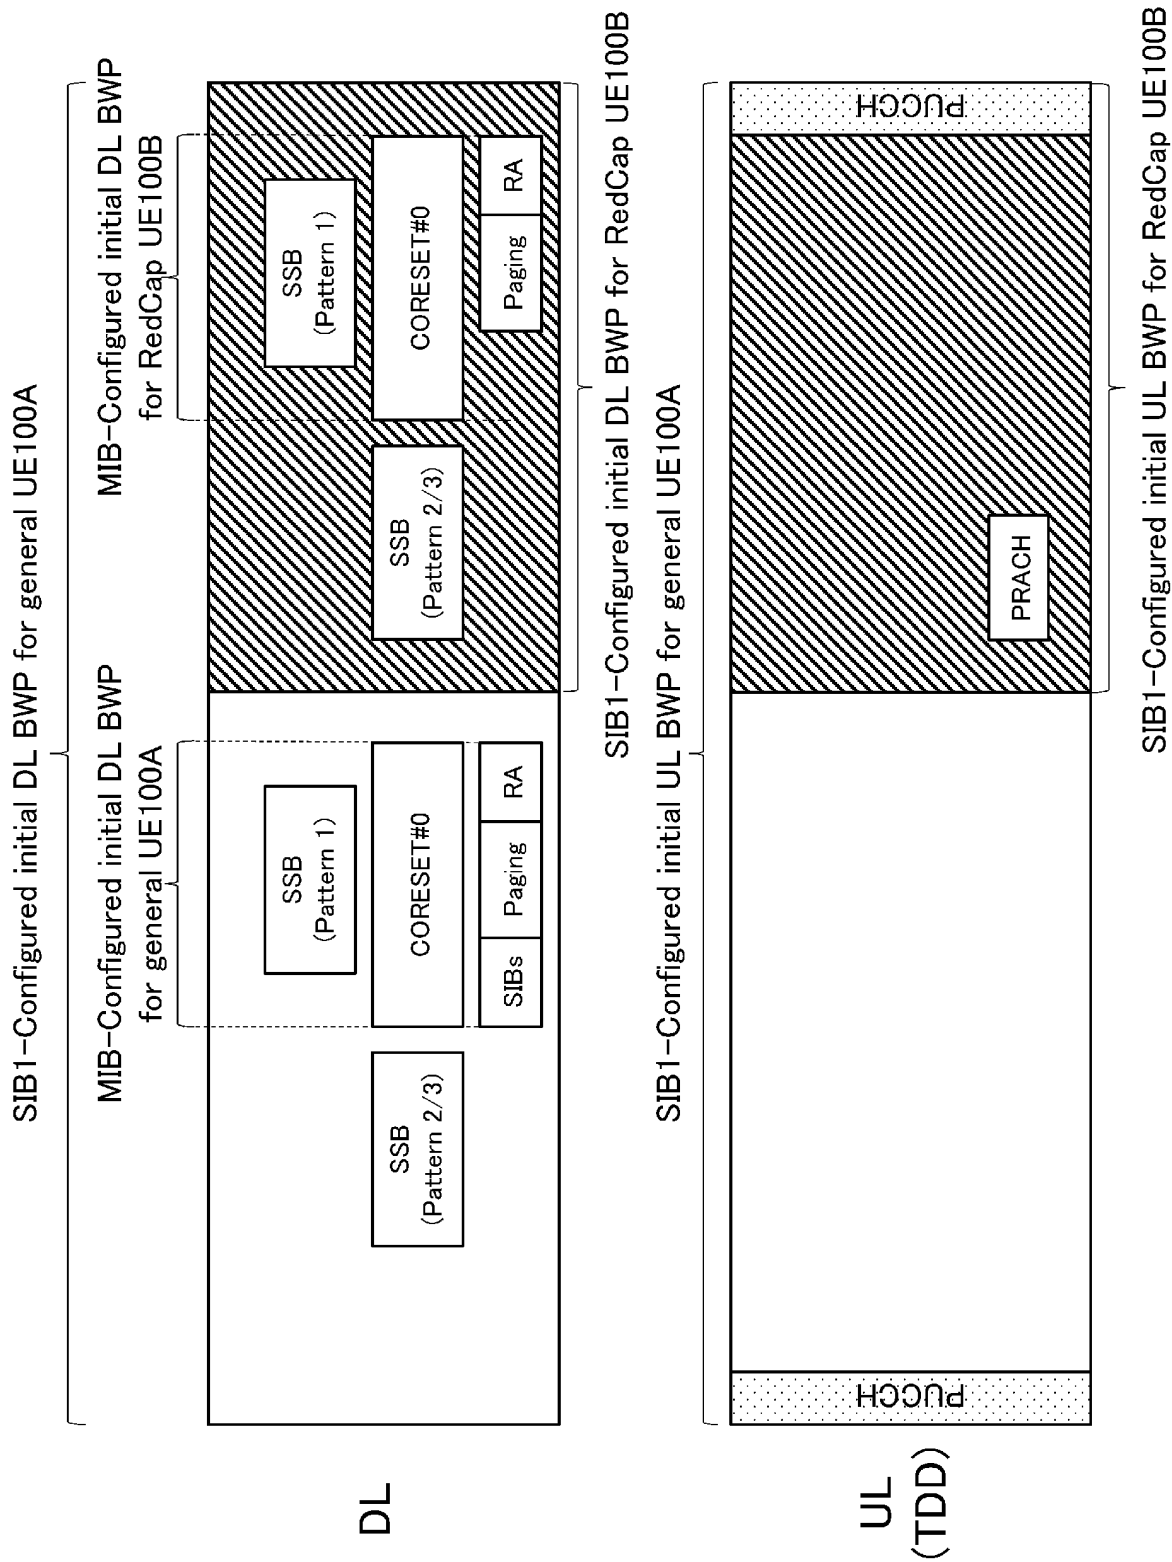 SIB1-Configured initial DL BWP for general UE100A
MIB-Configured initial DL BWP
for general UE100A
MIB-Configured initial DL BWP
for RedCap UE100B
DL
SSB
(Pattern 2/3)
SSB
(Pattern 1)
CORESET#0
SIBs
Paging
RA
SSB
(Pattern 2/3)
SSB
(Pattern 1)
CORESET#0
Paging
RA
SIB1-Configured initial DL BWP for RedCap UE100B
SIB1-Configured initial UL BWP for general UE100A
UL
(TDD)
PUCCH
PRACH
PUCCH
SIB1-Configured initial UL BWP for RedCap UE100B